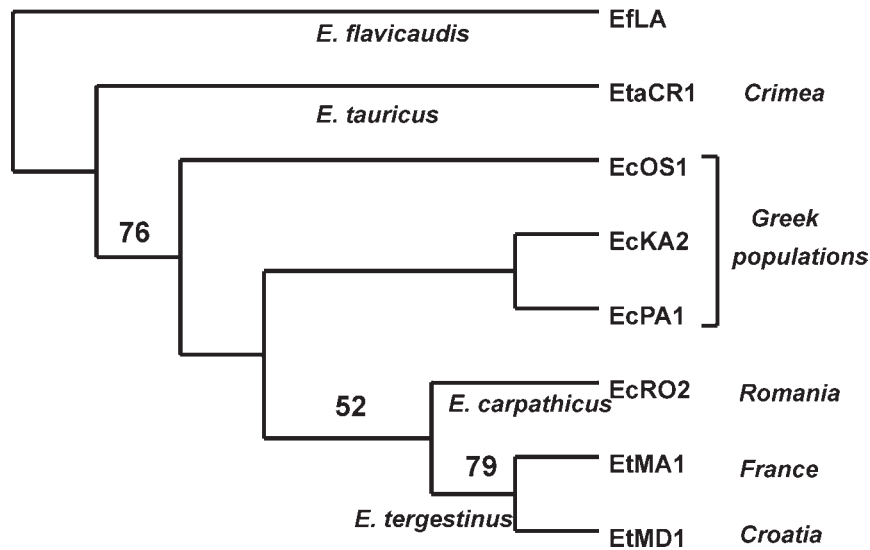 EfLA
E. flavicaudis
EtaCR1 Crimea
E. tauricus
EcOS1
76
Greek
populations
EcKA2
EcPA1
EcRO2 Romania
52
E. carpathicus
EtMA1 France
79
E. tergestinus
EtMD1 Croatia